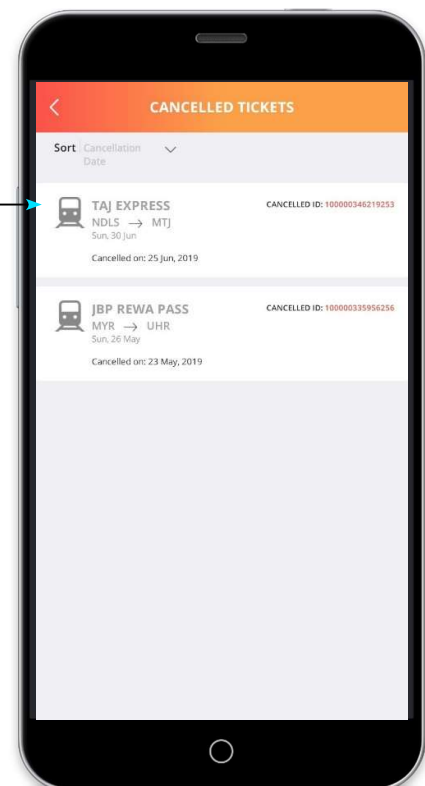 CANCELLED TICKETS
Sort Cancellation
Date
TAJ EXPRESS CANCELLED ID: 100000346219253
NDLS → MTJ
Sun, 30 Jun
Cancelled on: 25 Jun, 2019
JBP REWA PASS CANCELLED ID: 100000335956256
MYR → UHR
Sun, 26 May
Cancelled on: 23 May, 2019